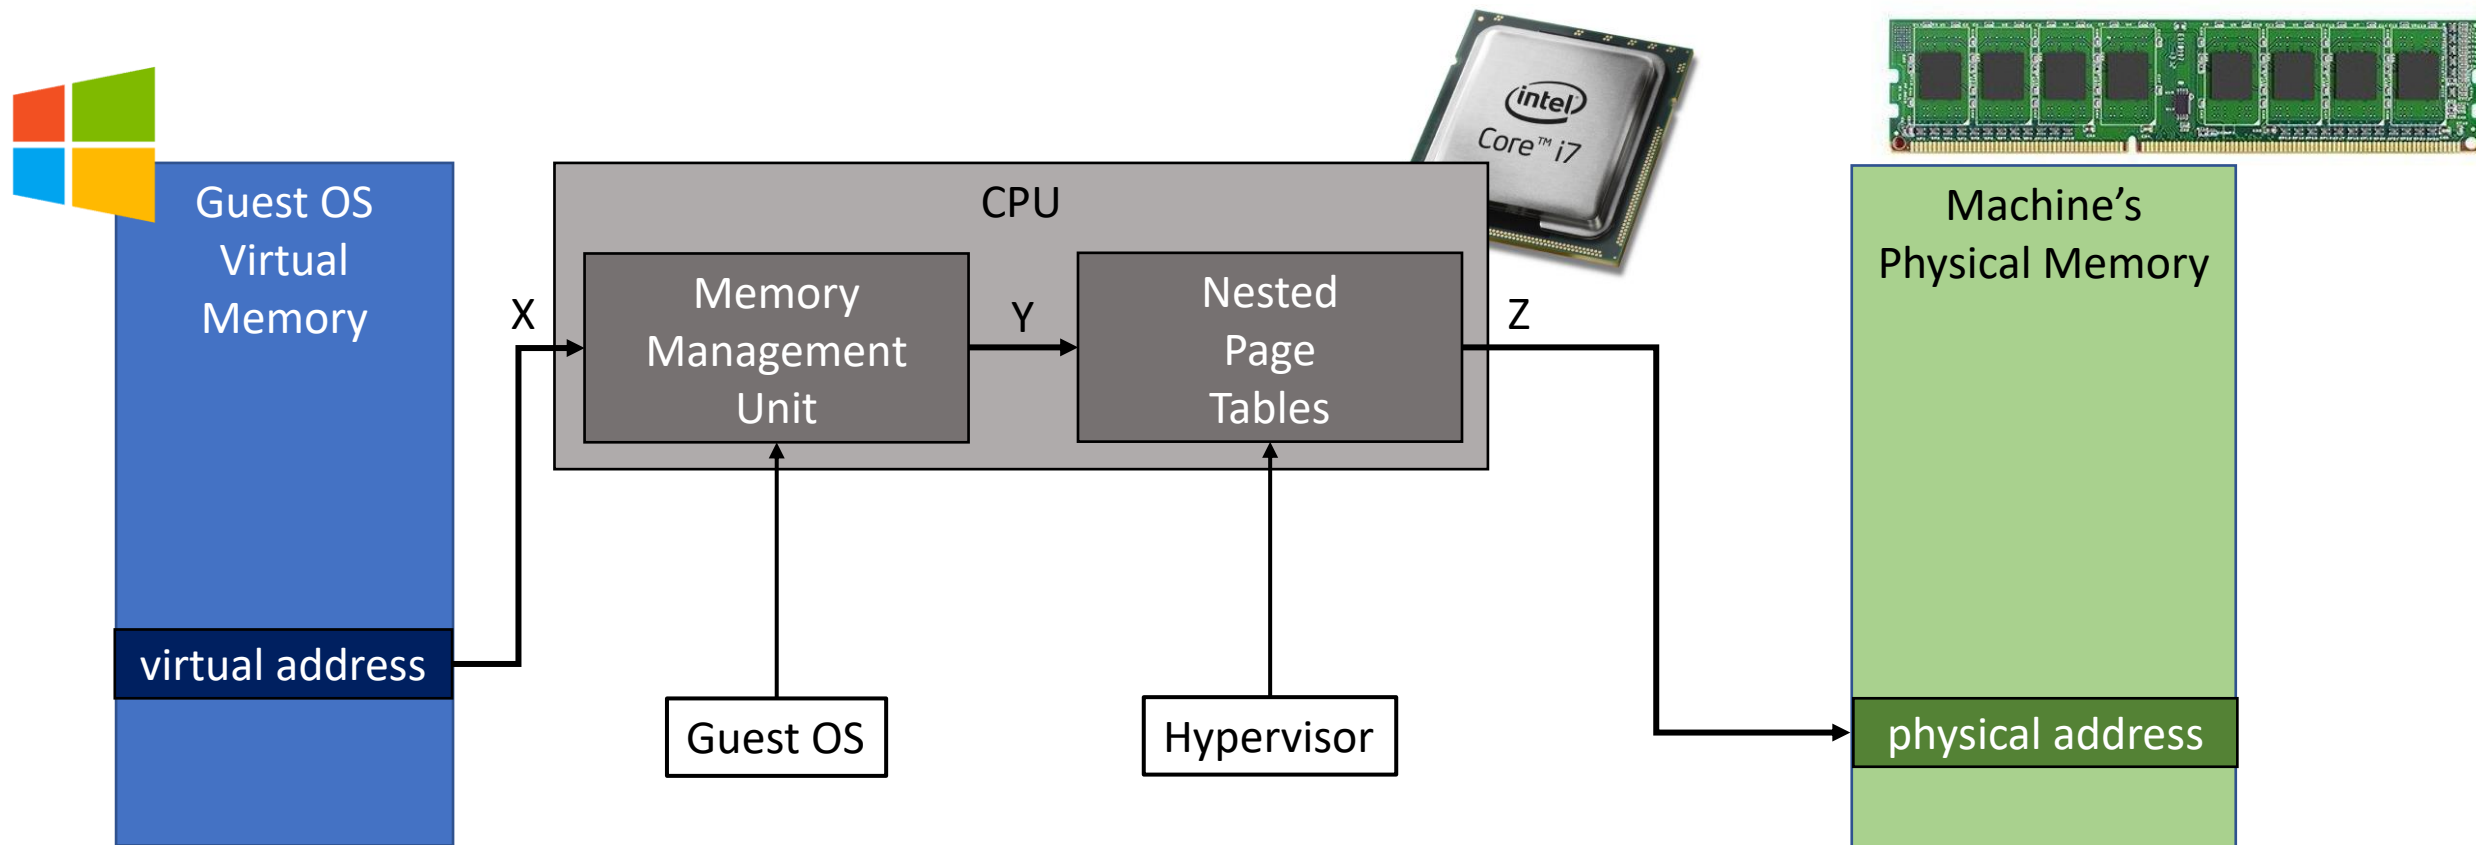 Guest OS
Virtual
Memory
virtual address
X
CPU
Memory
Management
Unit
Y
Nested
Page
Tables
Z
Guest OS
Hypervisor
intel
Core™ i7
Machine's
Physical Memory
physical address